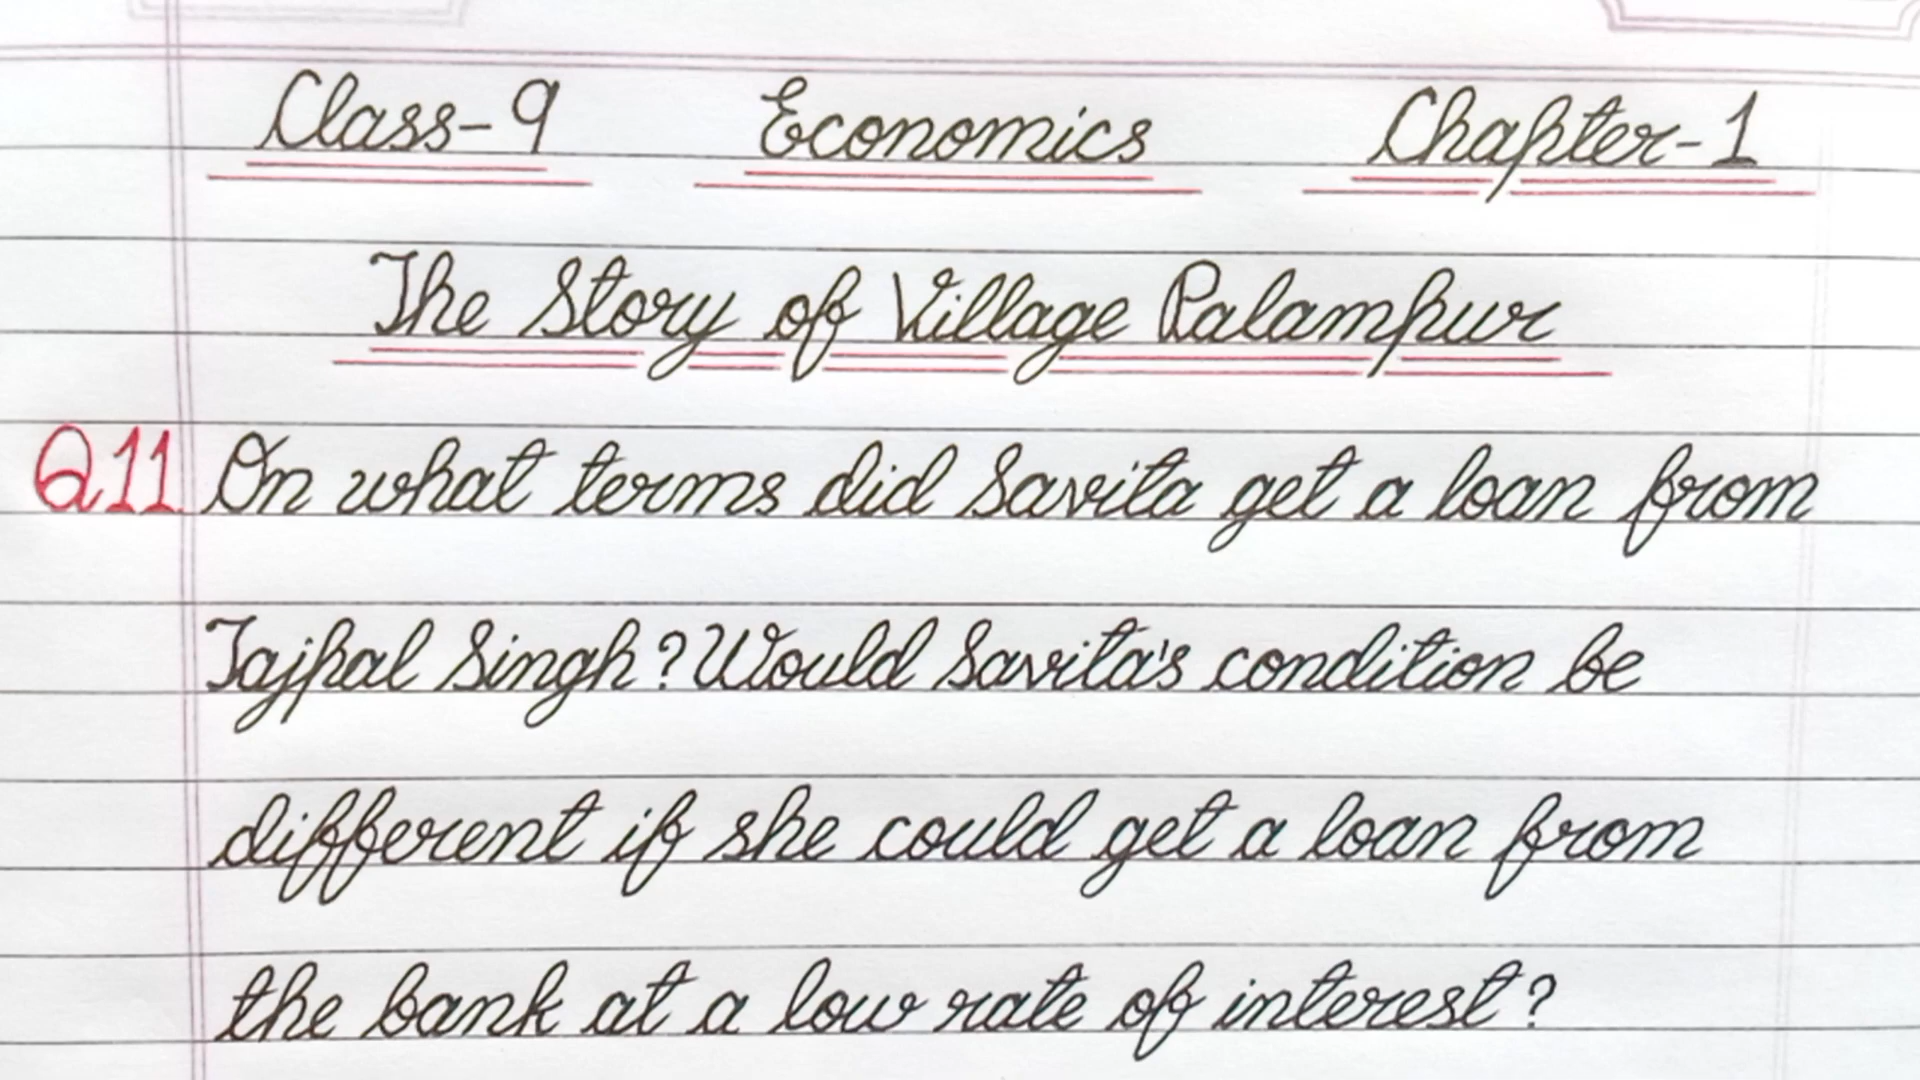 Class-9 Economics Chapter-1
The Story of Village Palampur
Q11. On what terms did Savita get a loan from
Tajpal Singh? Would Savita's condition be
different if she could get a loan from
the bank at a low rate of interest?